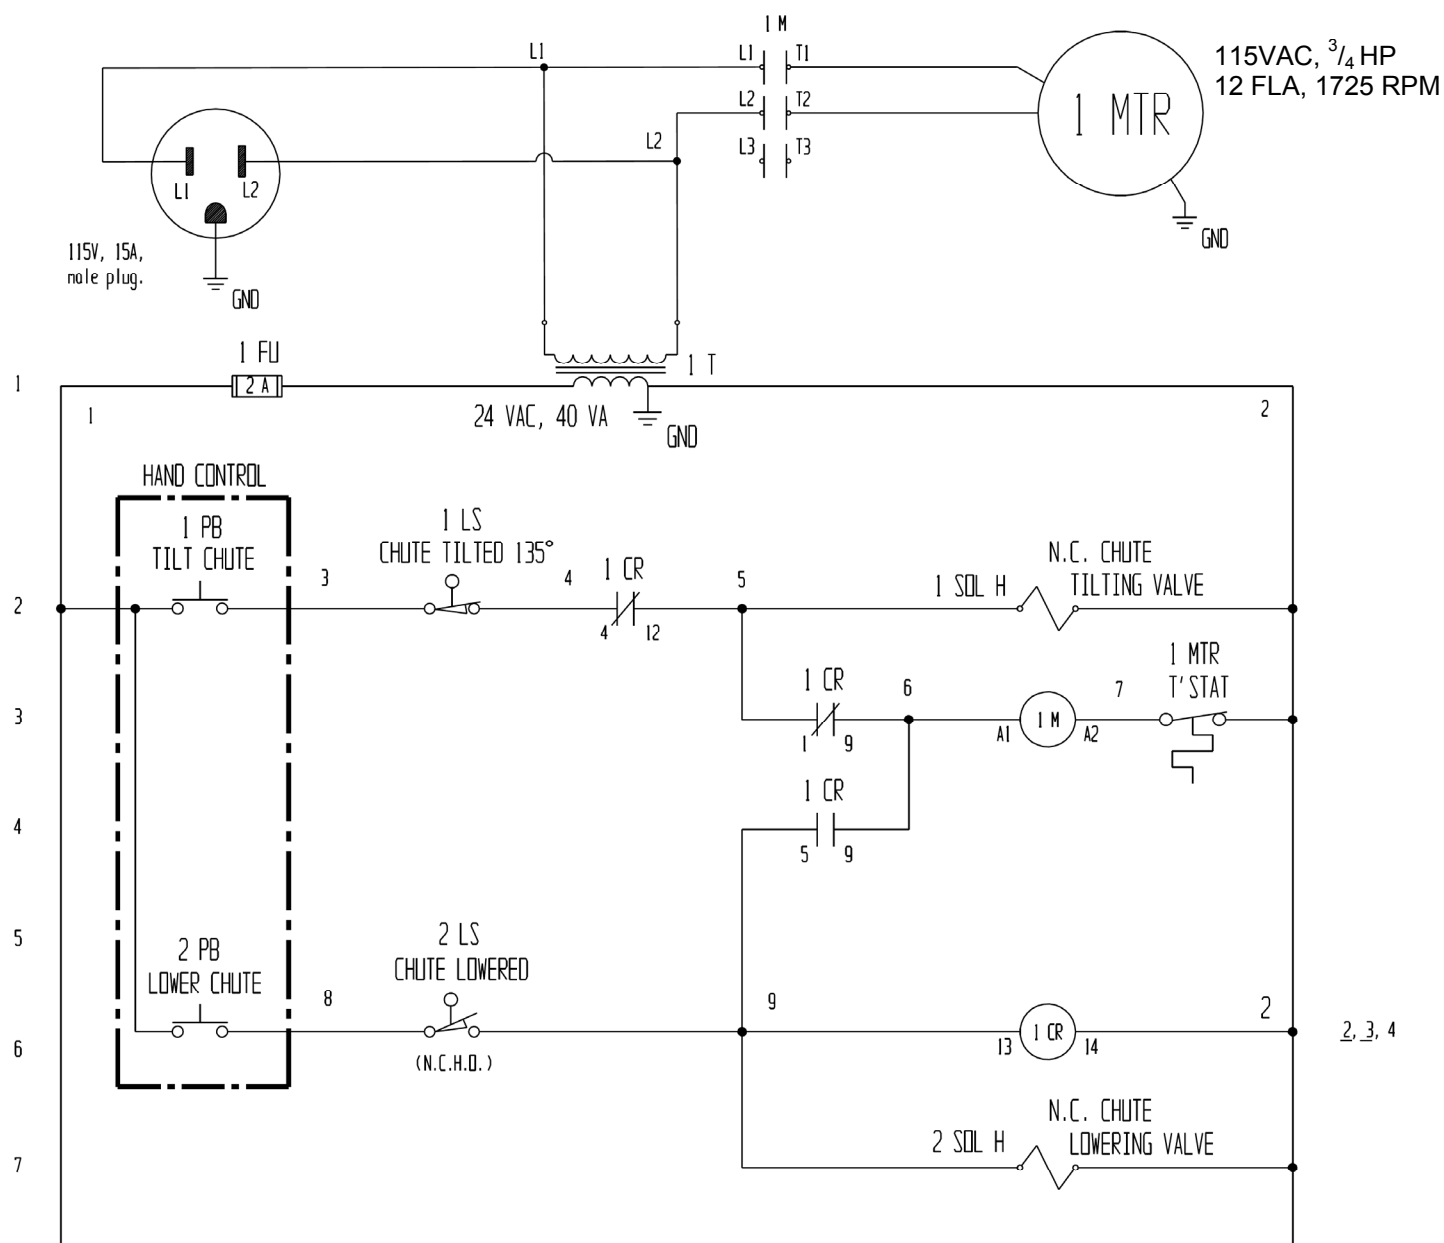 1 M
L1
L1 T1
115VAC, 3/4 HP
12 FLA, 1725 RPM
L2 T2
1 MTR
L2
L3 T3
L1 L2
GND
115V, 15A,
male plug.
GND
1 FU
1 T
1
2 A
1
24 VAC, 40 VA
GND
2
HAND CONTROL
1 PB
TILT CHUTE
1 LS
CHUTE TILTED 135°
3
4
1 CR
5
1 SOL H
N.C. CHUTE
TILTING VALVE
2
4 12
1 MTR
T'STAT
1 CR
6
7
3
1 9
A1 1 M A2
1 CR
4
5 9
5
2 PB
LOWER CHUTE
2 LS
CHUTE LOWERED
8
9
2
13 1 CR 14
2, 3, 4
6
(N.C.H.O.)
N.C. CHUTE
LOWERING VALVE
2 SOL H
7